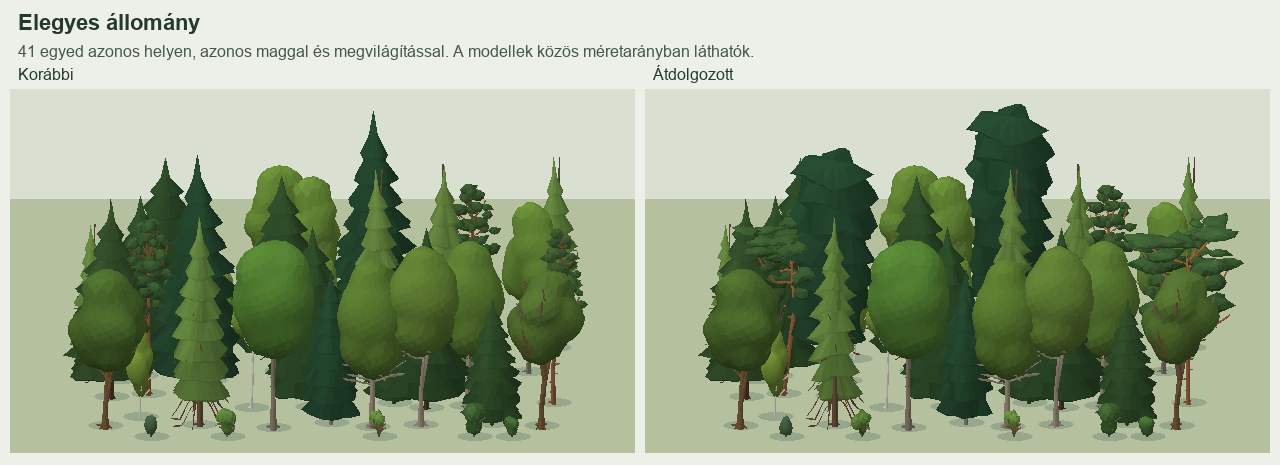 Elegyes állomány
41 egyed azonos helyen, azonos maggal és megvilágítással. A modellek közös méretarányban láthatók.
Korábbi
Átdolgozott